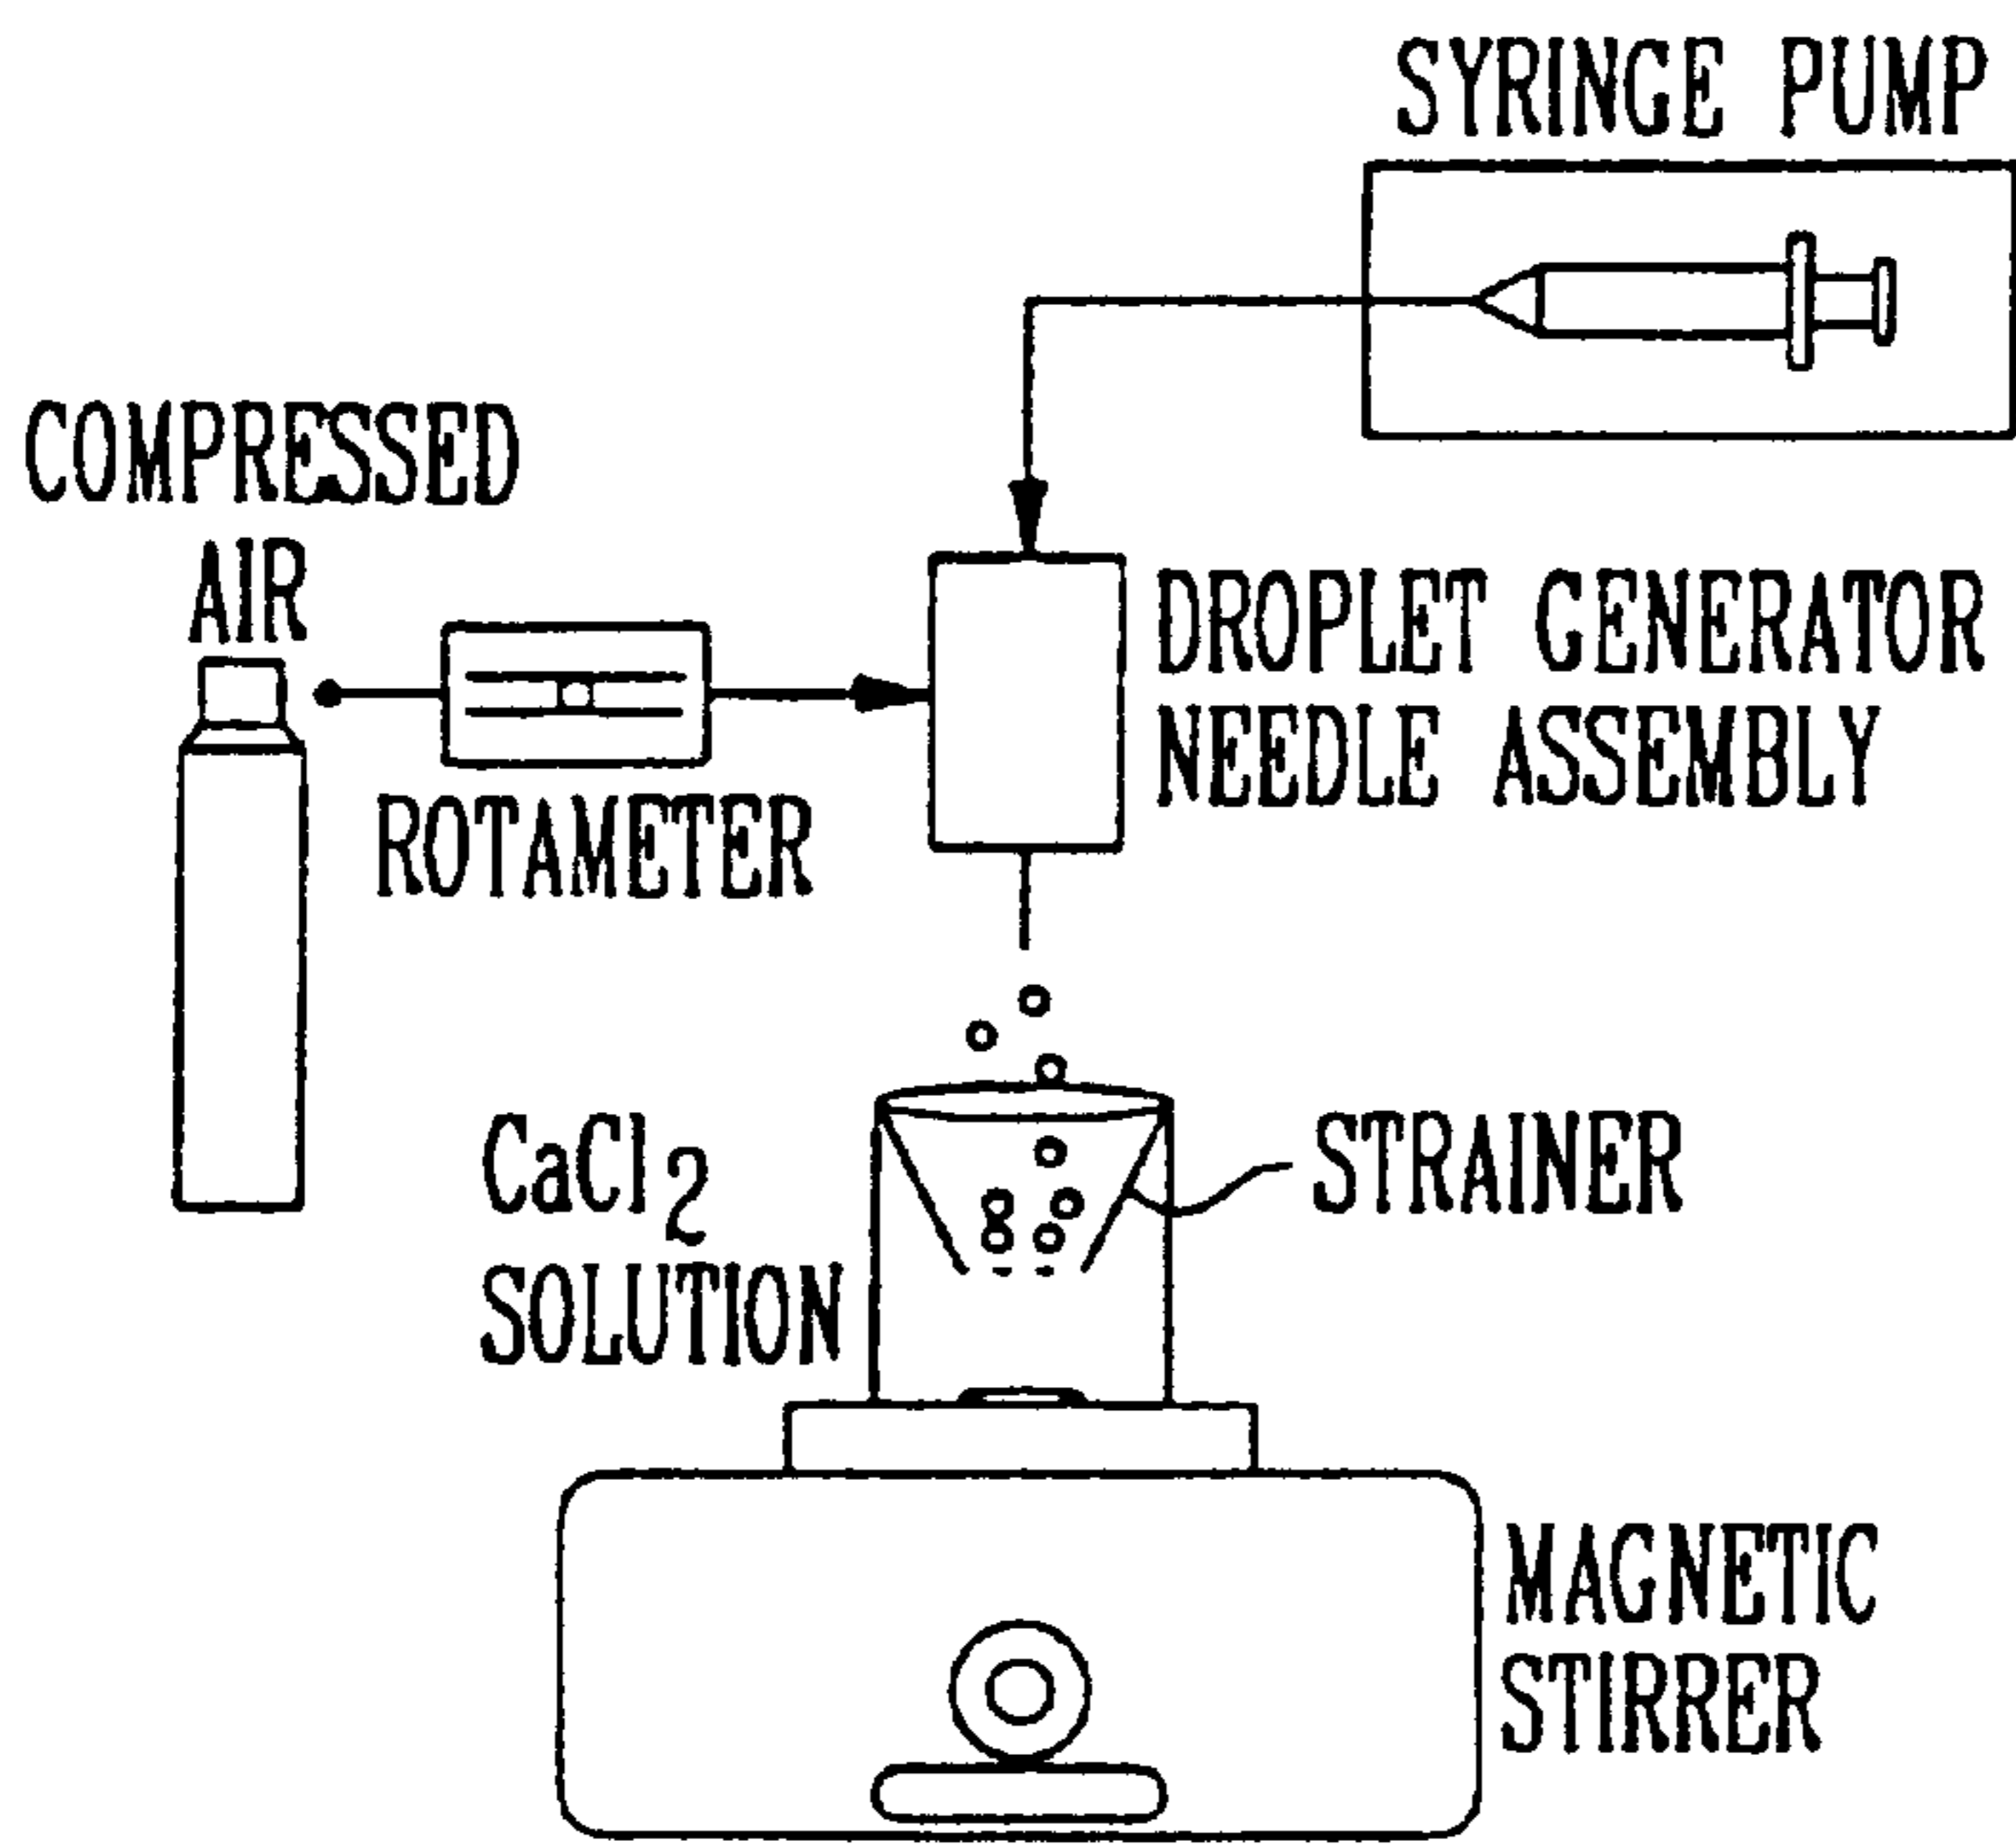 SYRINGE PUMP
COMPRESSED
AIR
DROPLET GENERATOR
NEEDLE ASSEMBLY
ROTAMETER
CaCl2
SOLUTION
STRAINER
MAGNETIC
STIRRER